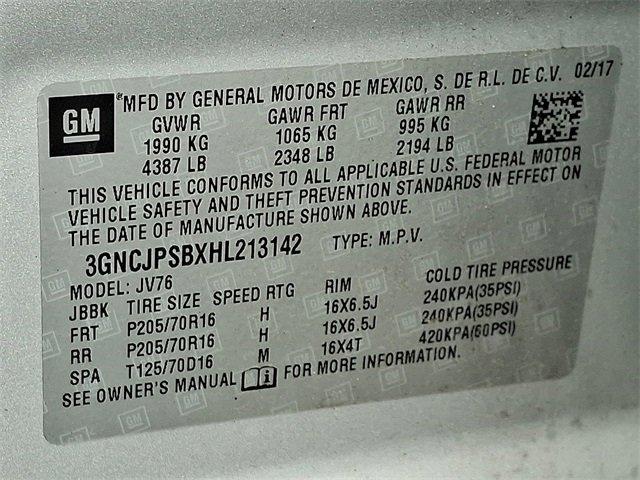 GM
*MFD BY GENERAL MOTORS DE MEXICO, S. DE R.L. DE C.V. 02/17
GVWR GAWR FRT GAWR RR
1990 KG 1065 KG 995 KG
4387 LB 2348 LB 2194 LB
THIS VEHICLE CONFORMS TO ALL APPLICABLE U.S. FEDERAL MOTOR
VEHICLE SAFETY AND THEFT PREVENTION STANDARDS IN EFFECT ON
THE DATE OF MANUFACTURE SHOWN ABOVE.
3GNCJPSBXHL213142 TYPE: M.P.V.
MODEL: JV76
JBBK TIRE SIZE SPEED RTG RIM COLD TIRE PRESSURE
FRT P205/70R16 H 16X6.5J 240KPA(35PSI)
RR P205/70R16 H 16X6.5J 240KPA(35PSI)
SPA T125/70D16 M 16X4T 420KPA(60PSI)
SEE OWNER'S MANUAL FOR MORE INFORMATION.